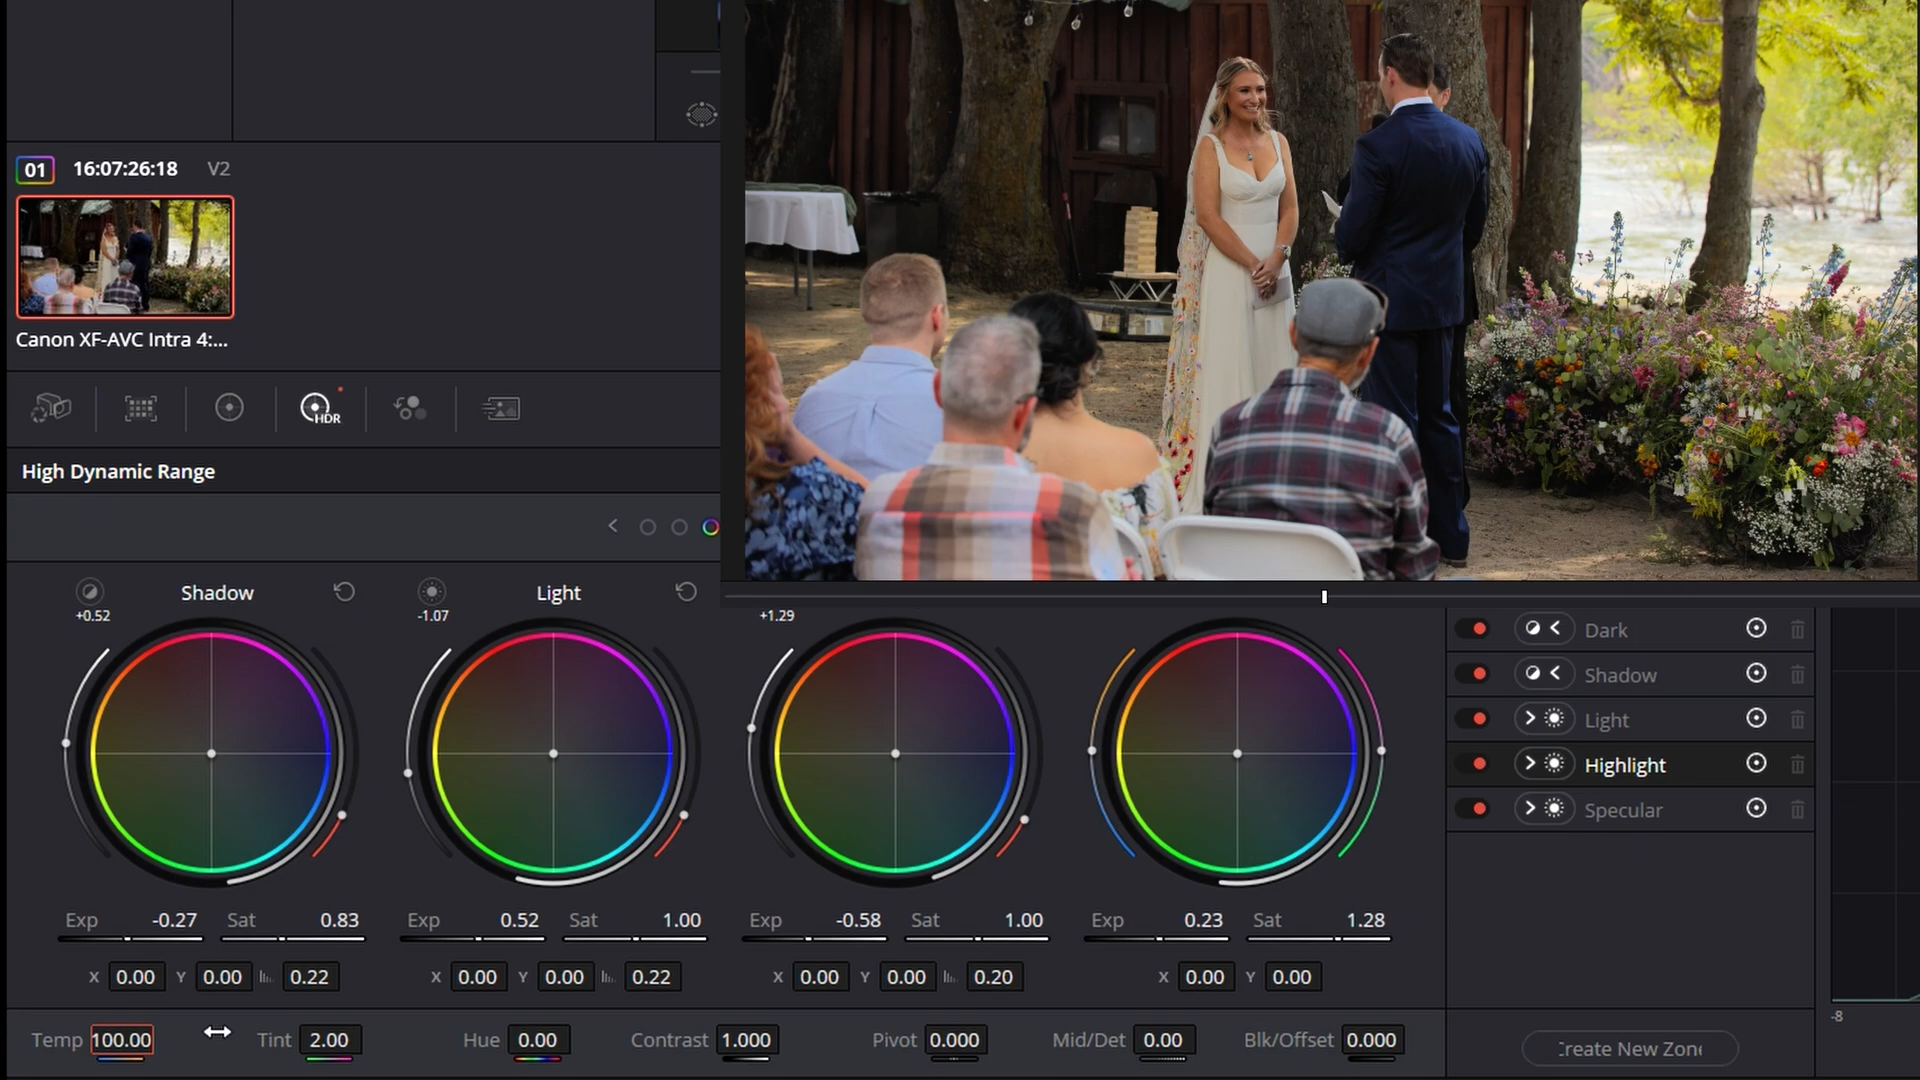 01 16:07:26:18 V2
Canon XF-AVC Intra 4:...
HDR
High Dynamic Range
Shadow Light
+0.52 -1.07 +1.29
Dark
Shadow
Light
Highlight
Specular
Exp -0.27 Sat 0.83 Exp 0.52 Sat 1.00 Exp -0.58 Sat 1.00 Exp 0.23 Sat 1.28
X 0.00 Y 0.00 0.22 X 0.00 Y 0.00 0.22 X 0.00 Y 0.00 0.20 X 0.00 Y 0.00
-8
Temp 100.00 Tint 2.00 Hue 0.00 Contrast 1.000 Pivot 0.000 Mid/Det 0.00 Blk/Offset 0.000
Create New Zone